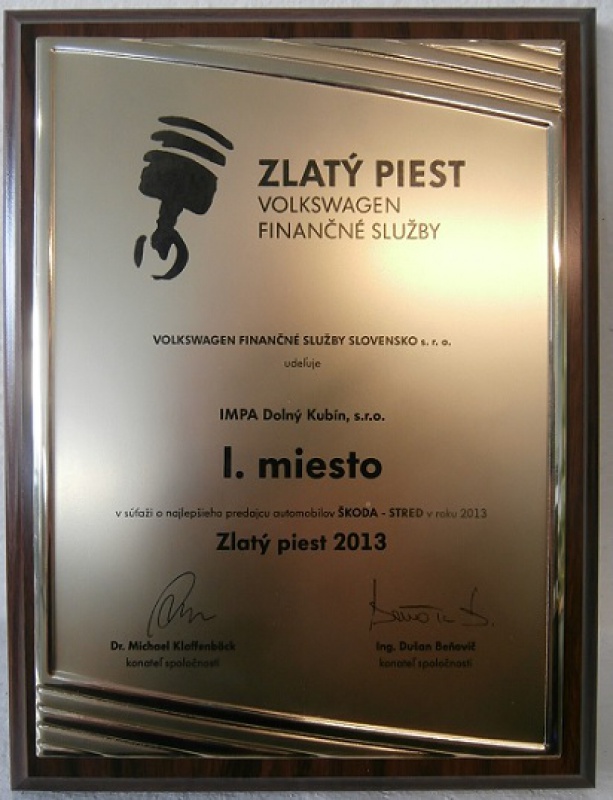 ZLATÝ PIEST
VOLKSWAGEN
FINANČNÉ SLUŽBY
VOLKSWAGEN FINANČNÉ SLUŽBY SLOVENSKO s. r. o.
udeľuje
IMPA Dolný Kubín, s.r.o.
I. miesto
v súťaži o najlepšieho predajcu automobilov ŠKODA - STRED v roku 2013
Zlatý piest 2013
Dr. Michael Klaffenböck
konateľ spoločnosti
Ing. Dušan Beňovič
konateľ spoločnosti